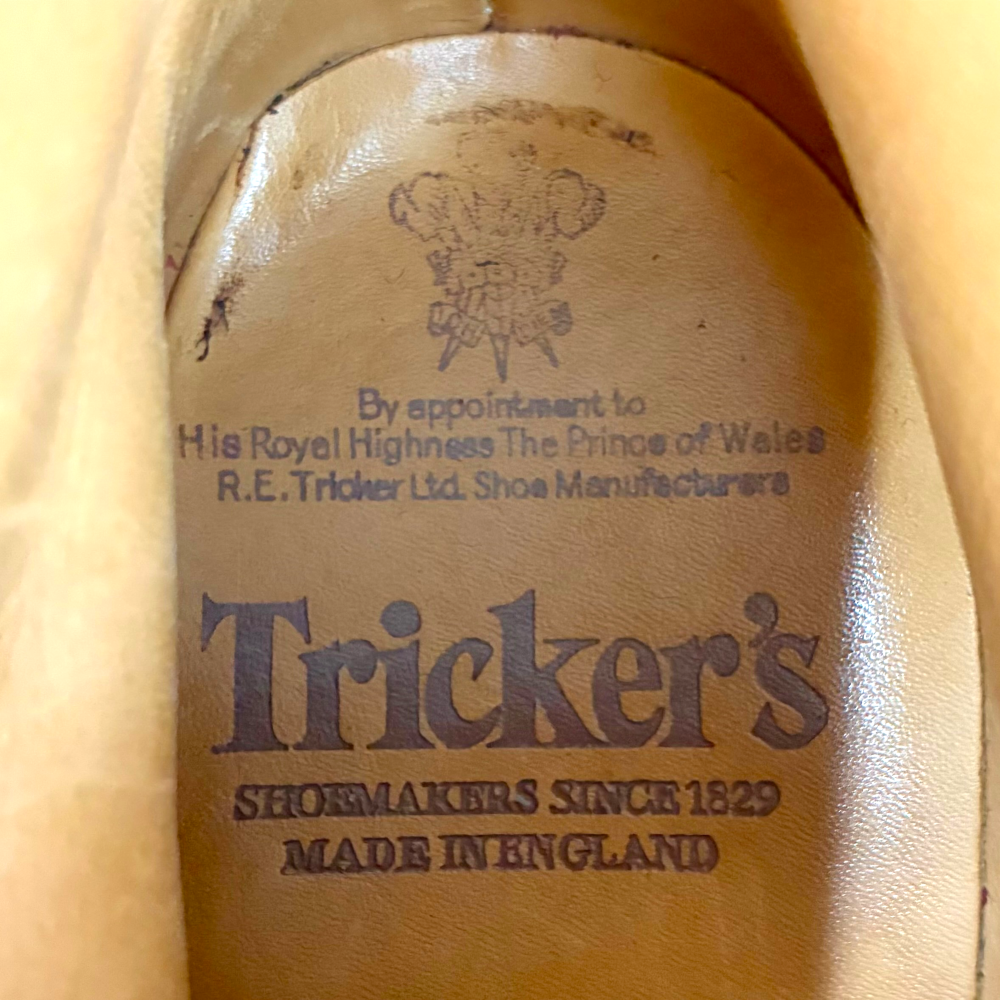 By appointment to
His Royal Highness The Prince of Wales
R.E. Tricker Ltd. Shoe Manufacturers
Tricker's
SHOEMAKERS SINCE 1829
MADE IN ENGLAND